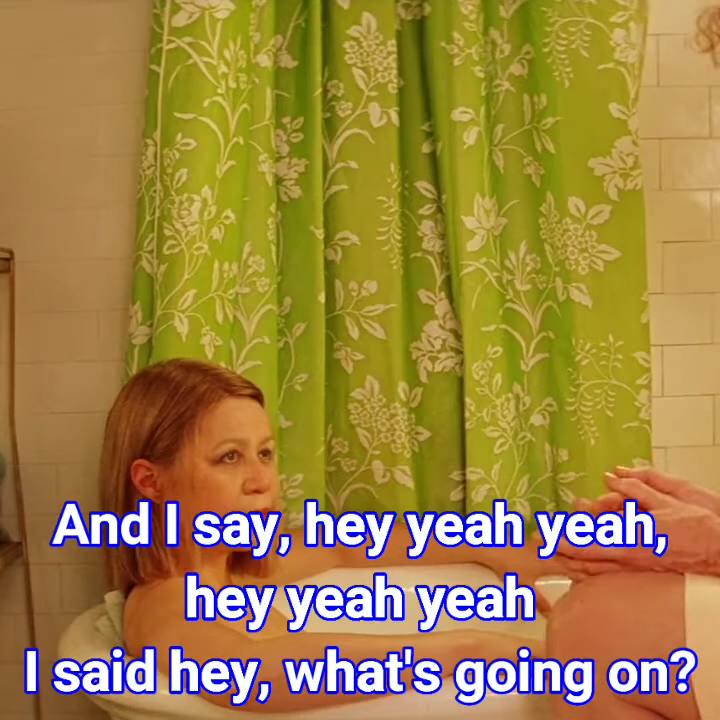 And I say, hey yeah yeah,
hey yeah yeah
I said hey, what's going on?